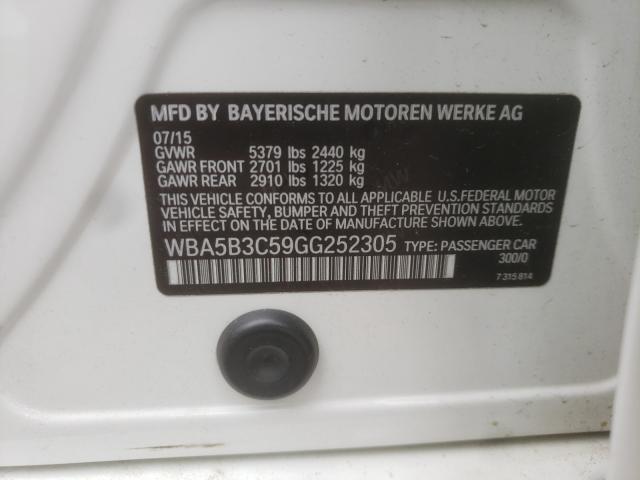 MFD BY BAYERISCHE MOTOREN WERKE AG
07/15
GVWR 5379 lbs 2440 kg
GAWR FRONT 2701 lbs 1225 kg
GAWR REAR 2910 lbs 1320 kg
THIS VEHICLE CONFORMS TO ALL APPLICABLE U.S.FEDERAL MOTOR
VEHICLE SAFETY, BUMPER AND THEFT PREVENTION STANDARDS
IN EFFECT ON THE DATE OF MANUFACTURE SHOWN ABOVE.
WBA5B3C59GG252305 TYPE: PASSENGER CAR
300/0
7 315 814